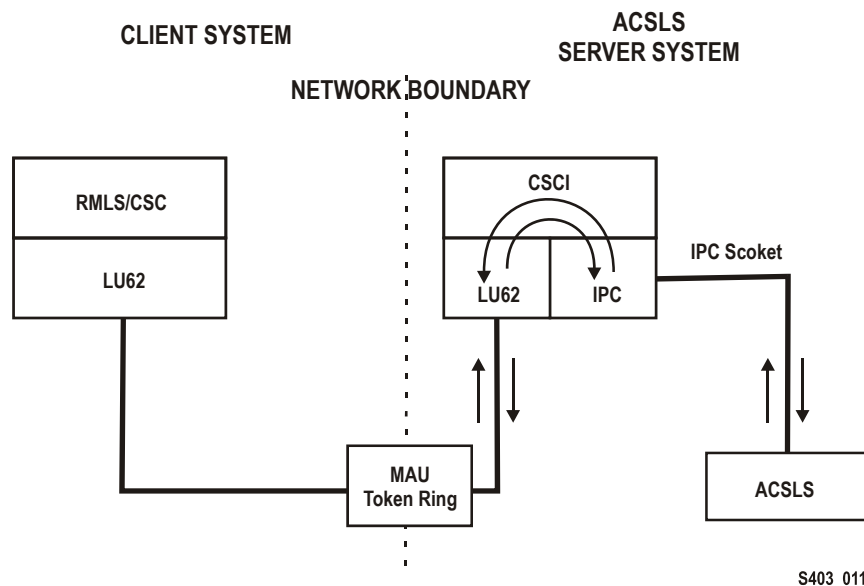 CLIENT SYSTEM
ACSLS
SERVER SYSTEM
NETWORK BOUNDARY
RMLS/CSC
LU62
CSCI
LU62
IPC
IPC Scoket
MAU
Token Ring
ACSLS
S403_011